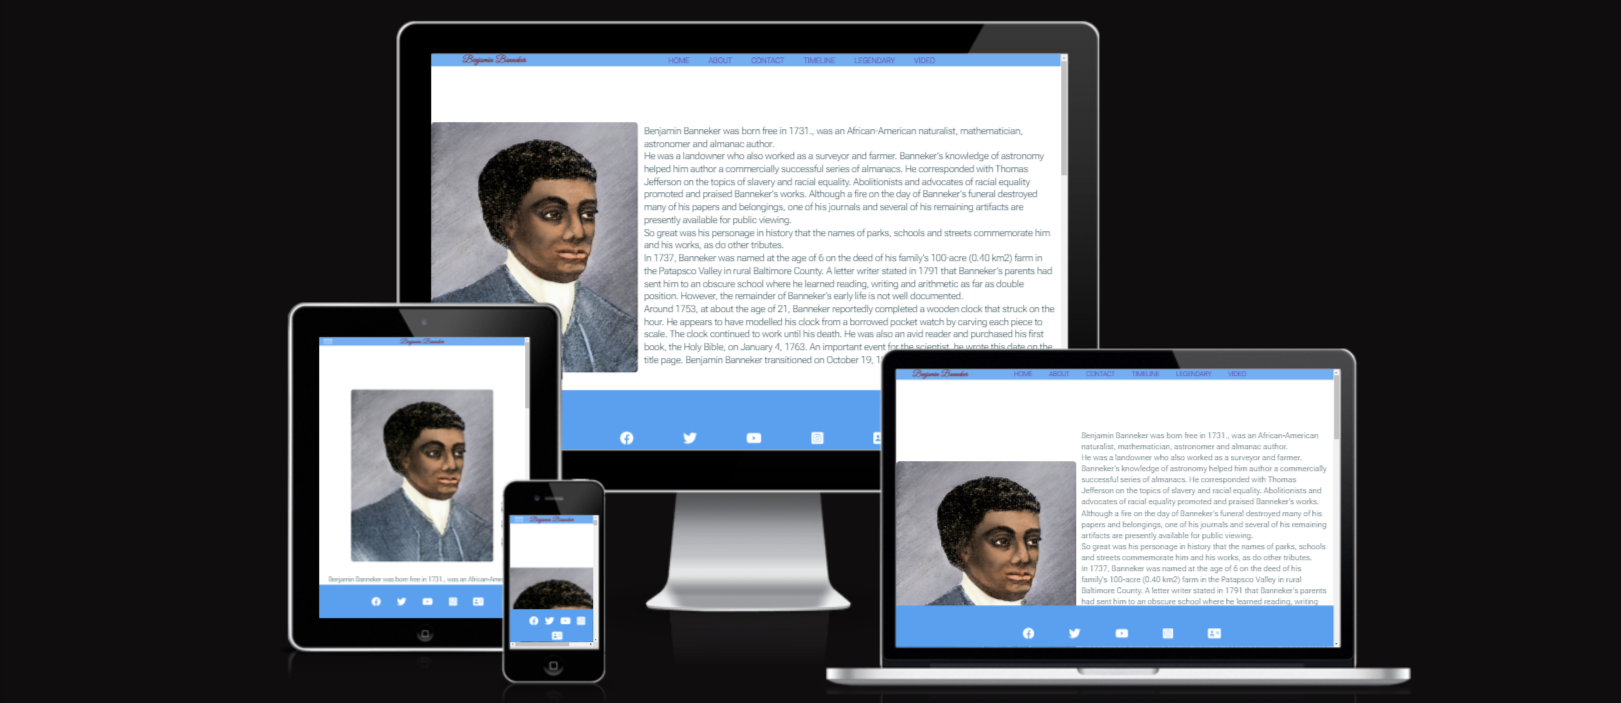 Benjamin Banneker
HOME ABOUT CONTACT TIMELINE LEGENDARY VIDEO
Benjamin Banneker was born free in 1731., was an African-American naturalist, mathematician,
astronomer and almanac author.
He was a landowner who also worked as a surveyor and farmer. Banneker's knowledge of astronomy
helped him author a commercially successful series of almanacs. He corresponded with Thomas
Jefferson on the topics of slavery and racial equality. Abolitionists and advocates of racial equality
promoted and praised Banneker's works. Although a fire on the day of Banneker's funeral destroyed
many of his papers and belongings, one of his journals and several of his remaining artifacts are
presently available for public viewing.
So great was his personage in history that the names of parks, schools and streets commemorate him
and his works, as do other tributes.
In 1737, Banneker was named at the age of 6 on the deed of his family's 100-acre (0.40 km2) farm in
the Patapsco Valley in rural Baltimore County. A letter writer stated in 1791 that Banneker's parents had
sent him to an obscure school where he learned reading, writing and arithmetic as far as double
position. However, the remainder of Banneker's early life is not well documented.
Around 1753, at about the age of 21, Banneker reportedly completed a wooden clock that struck on the
hour. He appears to have modelled his clock from a borrowed pocket watch by carving each piece to
scale. The clock continued to work until his death. He was also an avid reader and purchased his first
book, the Holy Bible, on January 4, 1763. An important event for the scientist, he wrote this date on the
title page. Benjamin Banneker transitioned on October 19,
Benjamin Banneker
Benjamin Banneker was born free in 1731., was an African-Amer
Benjamin Banneker
Benjamin Banneker
HOME ABOUT CONTACT TIMELINE LEGENDARY VIDEO
Benjamin Banneker was born free in 1731., was an African-American
naturalist, mathematician, astronomer and almanac author.
He was a landowner who also worked as a surveyor and farmer.
Banneker's knowledge of astronomy helped him author a commercially
successful series of almanacs. He corresponded with Thomas
Jefferson on the topics of slavery and racial equality. Abolitionists and
advocates of racial equality promoted and praised Banneker's works.
Although a fire on the day of Banneker's funeral destroyed many of his
papers and belongings, one of his journals and several of his remaining
artifacts are presently available for public viewing.
So great was his personage in history that the names of parks, schools
and streets commemorate him and his works, as do other tributes.
In 1737, Banneker was named at the age of 6 on the deed of his
family's 100-acre (0.40 km2) farm in the Patapsco Valley in rural
Baltimore County. A letter writer stated in 1791 that Banneker's parents
had sent him to an obscure school where he learned reading, writing